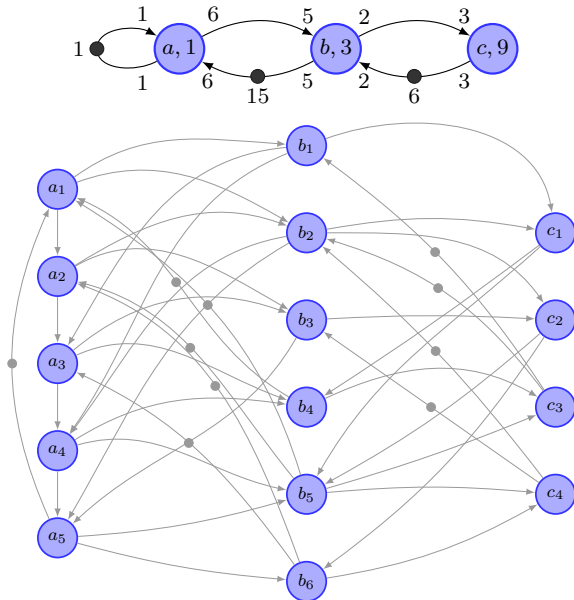 1 6 5 2 3
1 a, 1 b, 3 c, 9
1 6 15 5 2 6 3
b₁
a₁
b₂ c₁
a₂
b₃ c₂
a₃
b₄ c₃
a₄
b₅ c₄
a₅
b₆